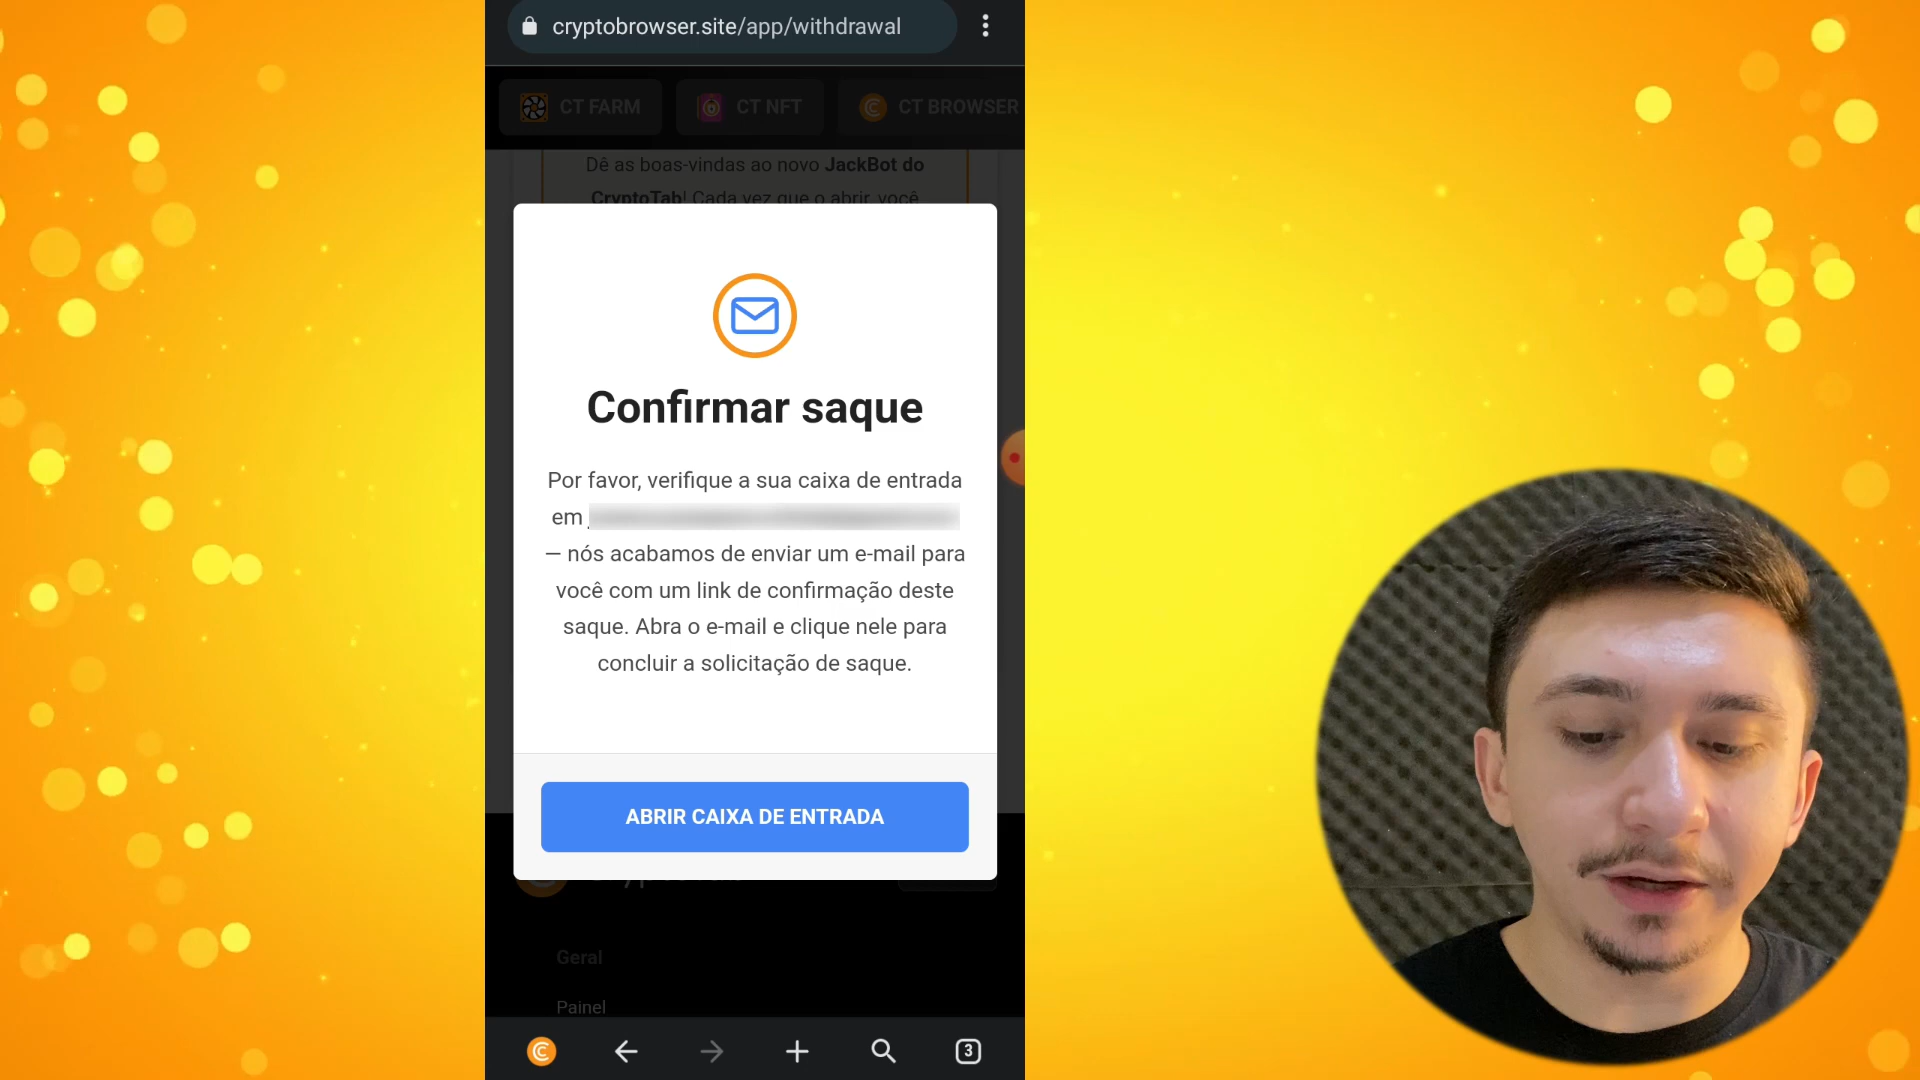 cryptobrowser.site/app/withdrawal
CT FARM
CT NFT
CT BROWSER
Dê as boas-vindas ao novo JackBot do
CryptoTab! Cada vez que o abrir, você
Confirmar saque
Por favor, verifique a sua caixa de entrada
em
— nós acabamos de enviar um e-mail para
você com um link de confirmação deste
saque. Abra o e-mail e clique nele para
concluir a solicitação de saque.
ABRIR CAIXA DE ENTRADA
Geral
Painel
3